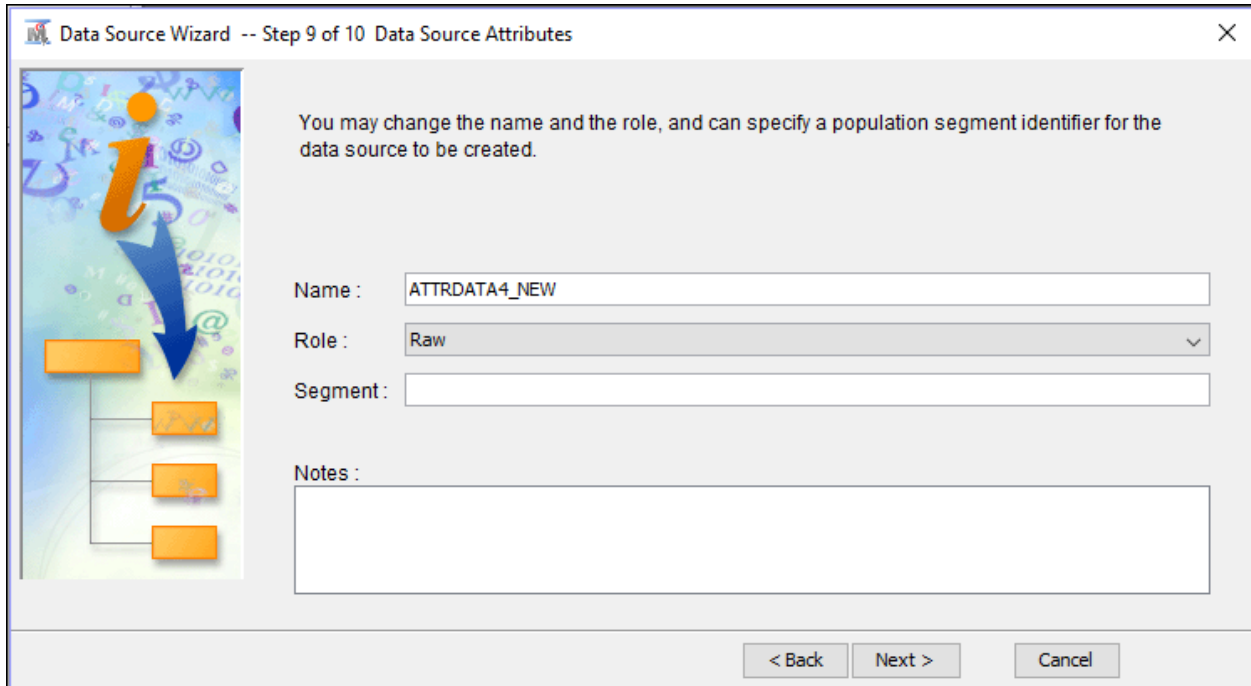 Data Source Wizard -- Step 9 of 10 Data Source Attributes
You may change the name and the role, and can specify a population segment identifier for the
data source to be created.
Name : ATTRDATA4_NEW
Role : Raw
Segment :
Notes :
< Back Next > Cancel